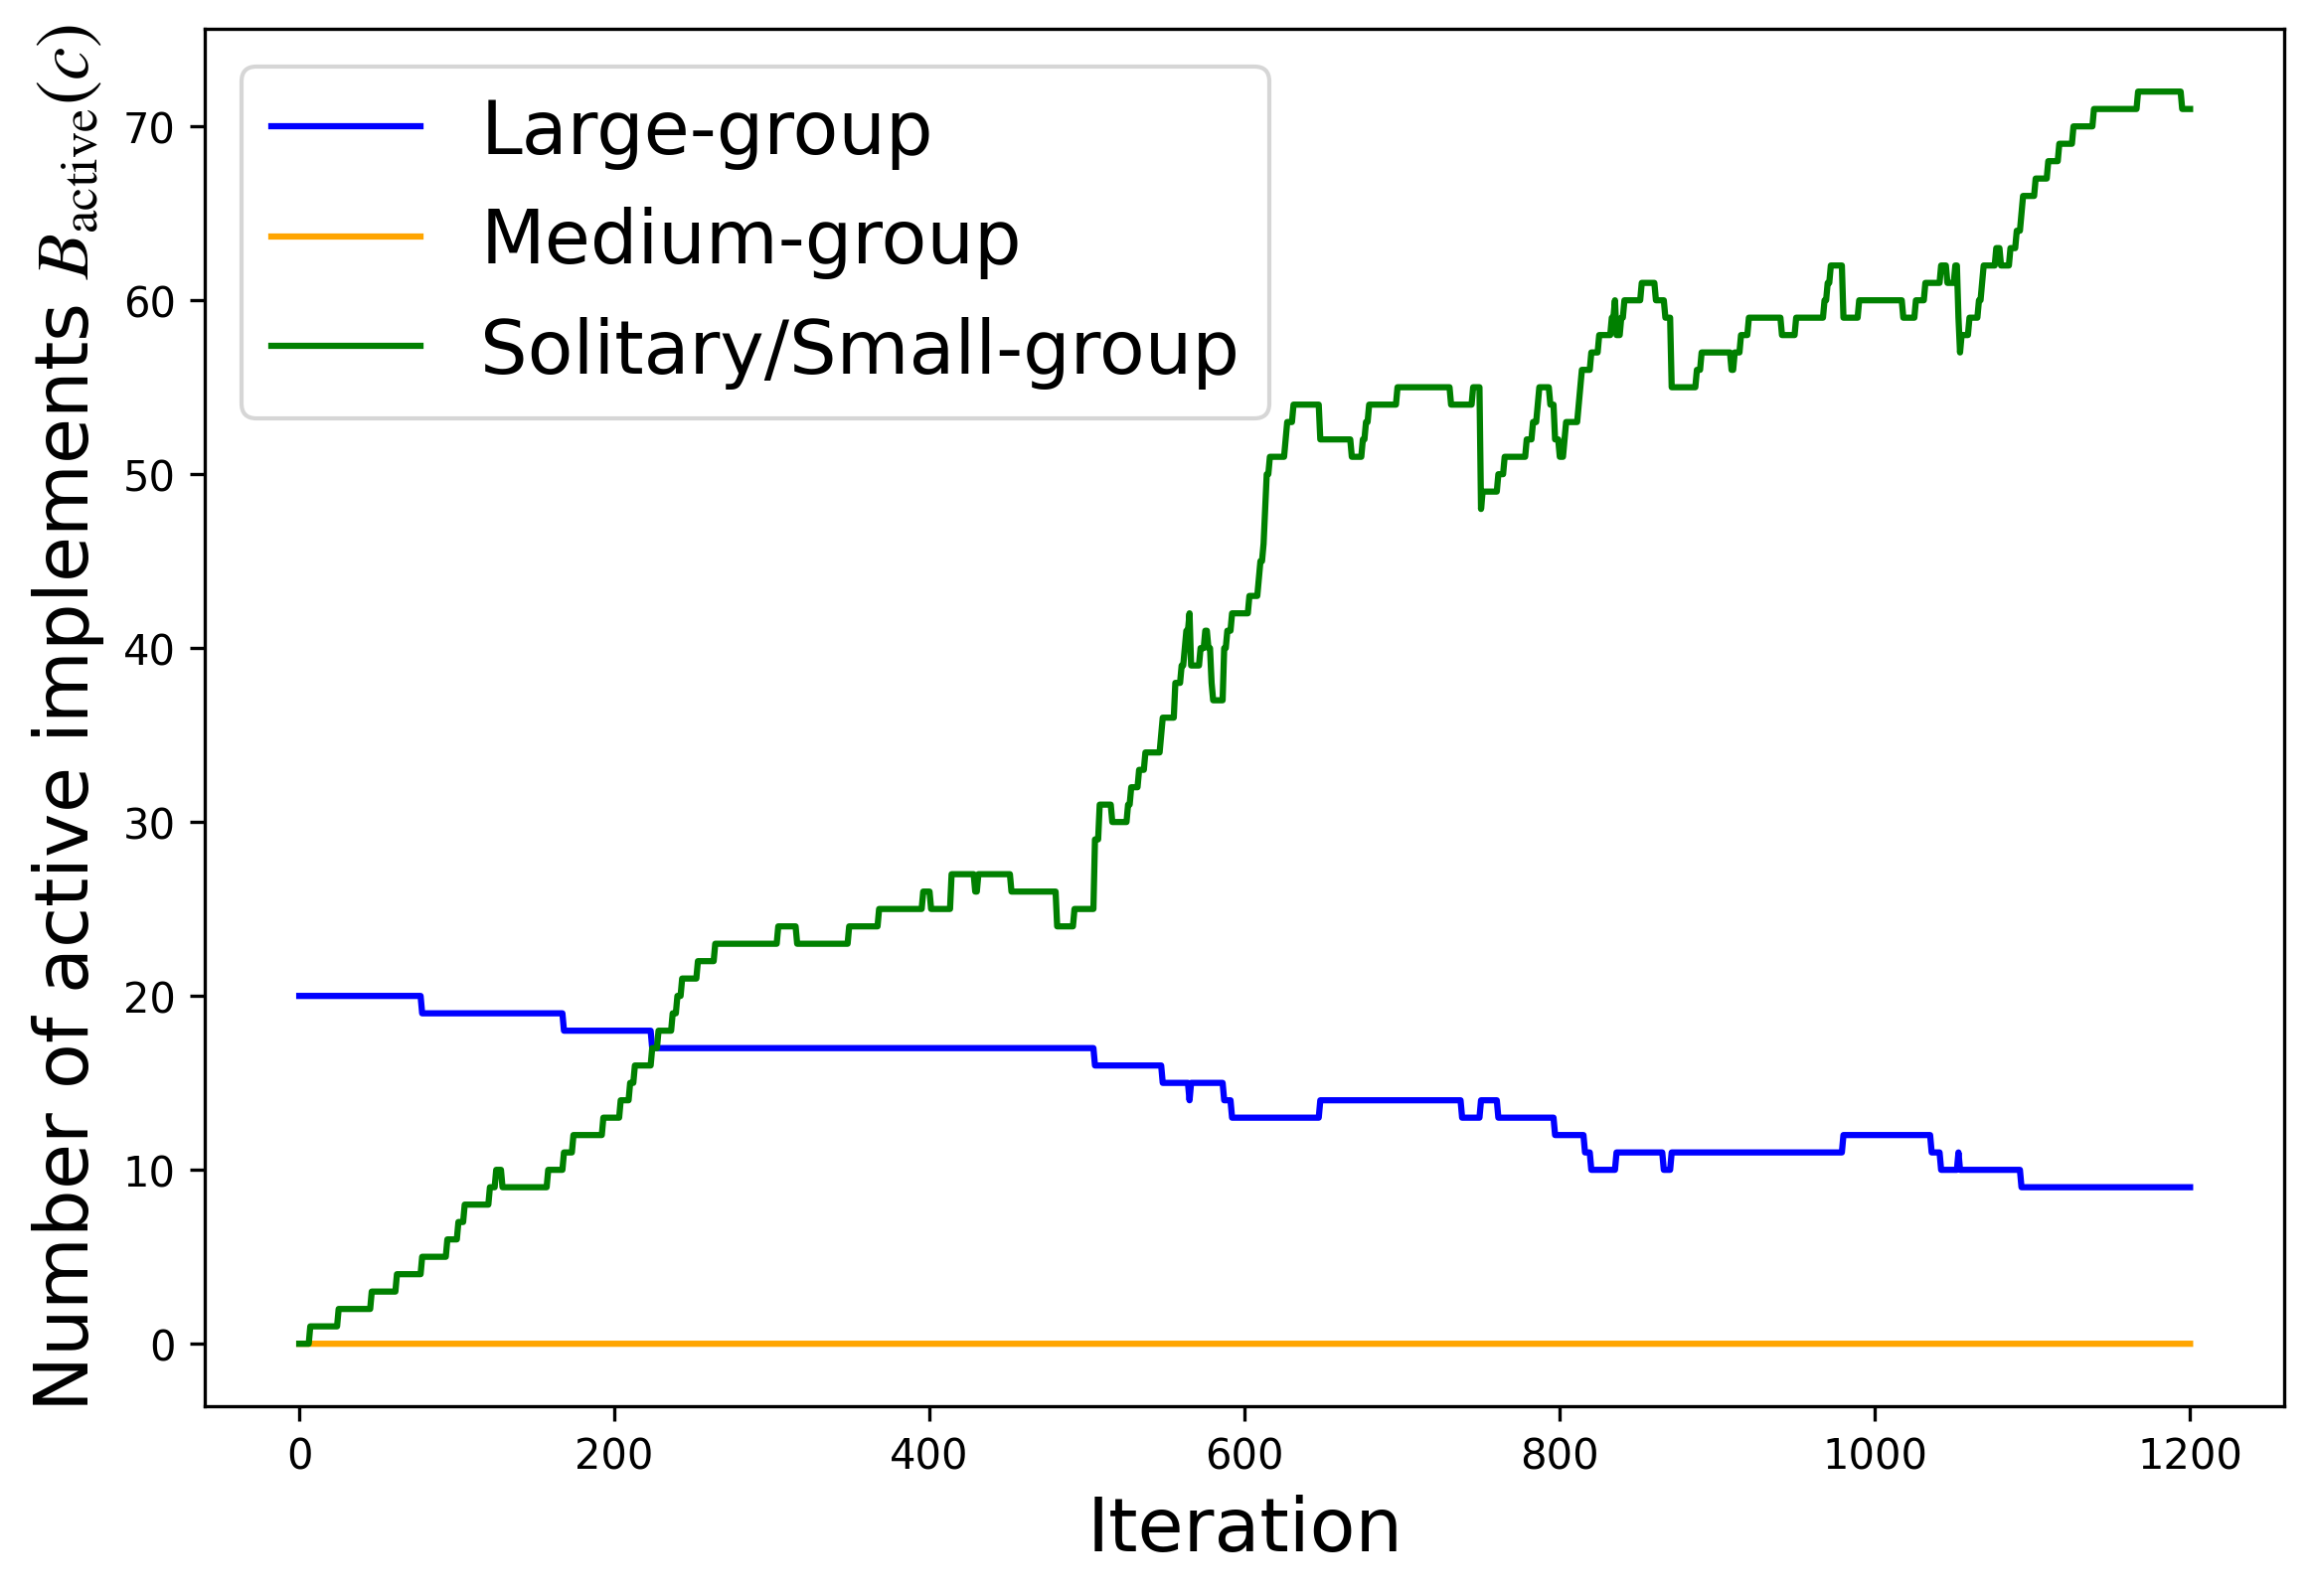 Number of active implements B_active(c)
70
60
50
40
30
20
10
0
Large-group
Medium-group
Solitary/Small-group
0 200 400 600 800 1000 1200
Iteration